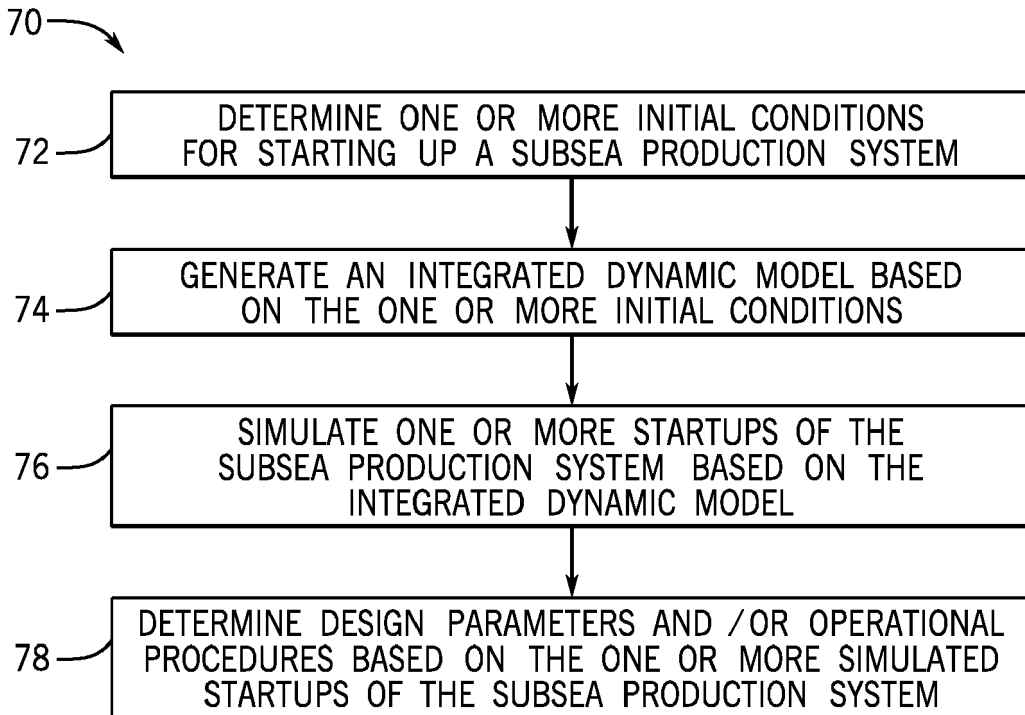 70
72
DETERMINE ONE OR MORE INITIAL CONDITIONS
FOR STARTING UP A SUBSEA PRODUCTION SYSTEM
74
GENERATE AN INTEGRATED DYNAMIC MODEL BASED
ON THE ONE OR MORE INITIAL CONDITIONS
76
SIMULATE ONE OR MORE STARTUPS OF THE
SUBSEA PRODUCTION SYSTEM BASED ON THE
INTEGRATED DYNAMIC MODEL
78
DETERMINE DESIGN PARAMETERS AND /OR OPERATIONAL
PROCEDURES BASED ON THE ONE OR MORE SIMULATED
STARTUPS OF THE SUBSEA PRODUCTION SYSTEM